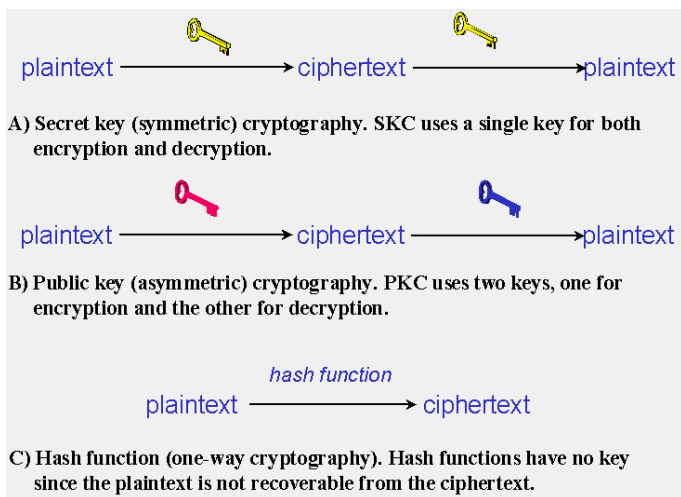 plaintext ciphertext plaintext
A) Secret key (symmetric) cryptography. SKC uses a single key for both
encryption and decryption.
plaintext ciphertext plaintext
B) Public key (asymmetric) cryptography. PKC uses two keys, one for
encryption and the other for decryption.
hash function
plaintext ciphertext
C) Hash function (one-way cryptography). Hash functions have no key
since the plaintext is not recoverable from the ciphertext.